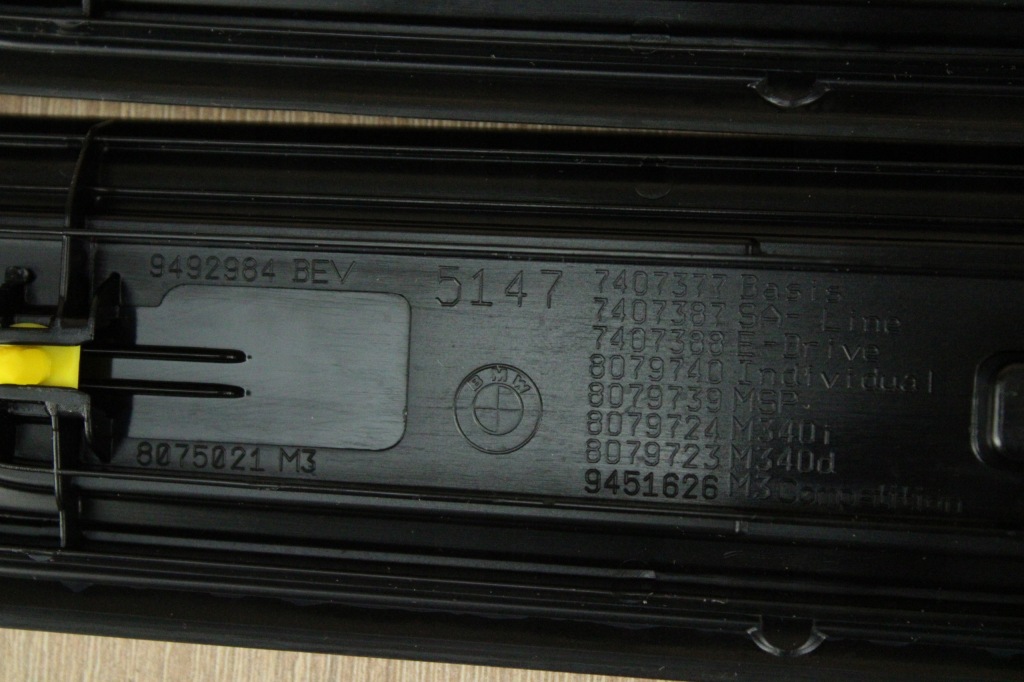 9492984 BEV
5147
7407377 Basis
7407387 SA- Line
7407388 E-Drive
8079740 Individual
8079739 MSP.
8079724 M340i
8079723 M340d
9451626 M3 Competition
BMW
8075021 M3